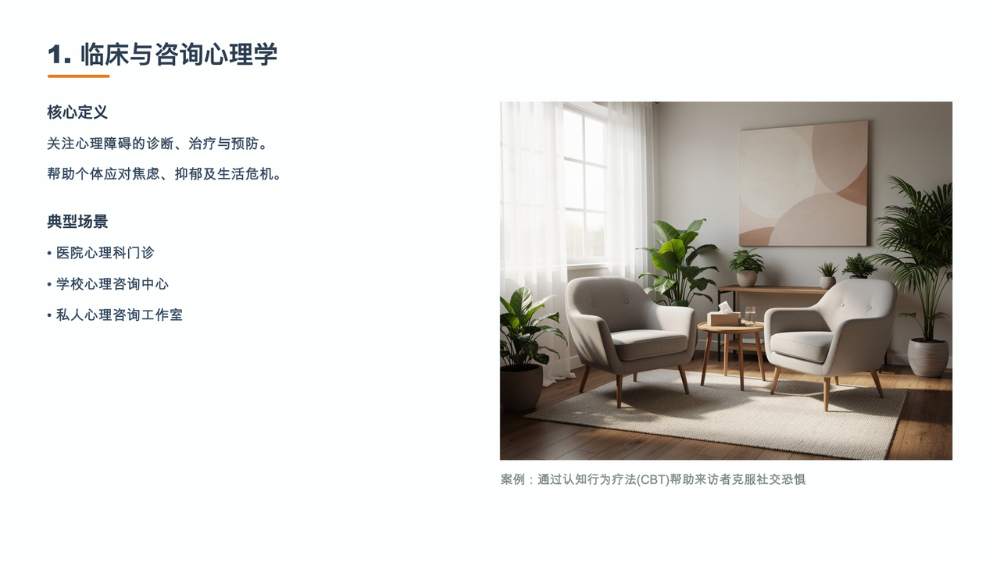 1. 临床与咨询心理学
核心定义
关注心理障碍的诊断、治疗与预防。
帮助个体应对焦虑、抑郁及生活危机。
典型场景
• 医院心理科门诊
• 学校心理咨询中心
• 私人心理咨询工作室
案例：通过认知行为疗法(CBT)帮助来访者克服社交恐惧